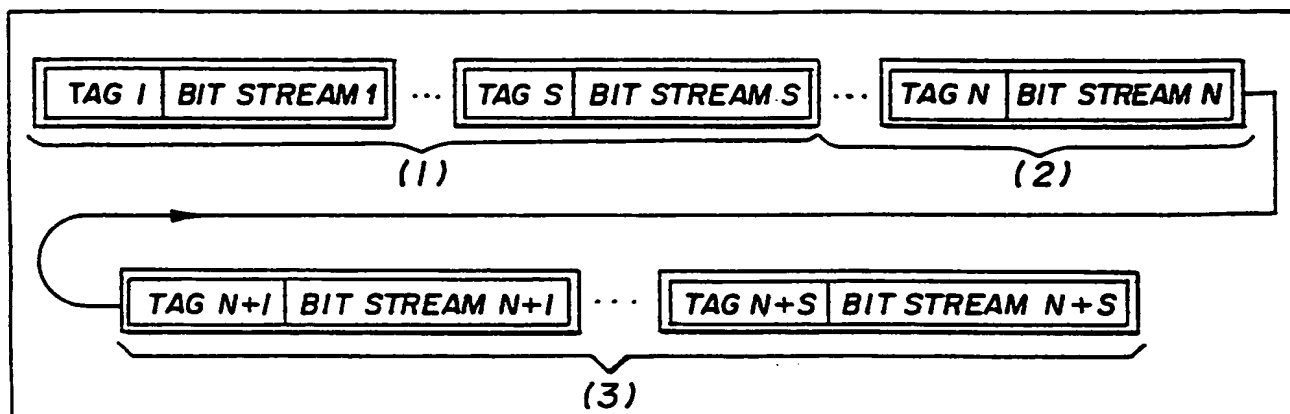 TAG 1 BIT STREAM 1 ··· TAG S BIT STREAM S ··· TAG N BIT STREAM N
(1) (2)
TAG N+1 BIT STREAM N+1 ··· TAG N+S BIT STREAM N+S
(3)